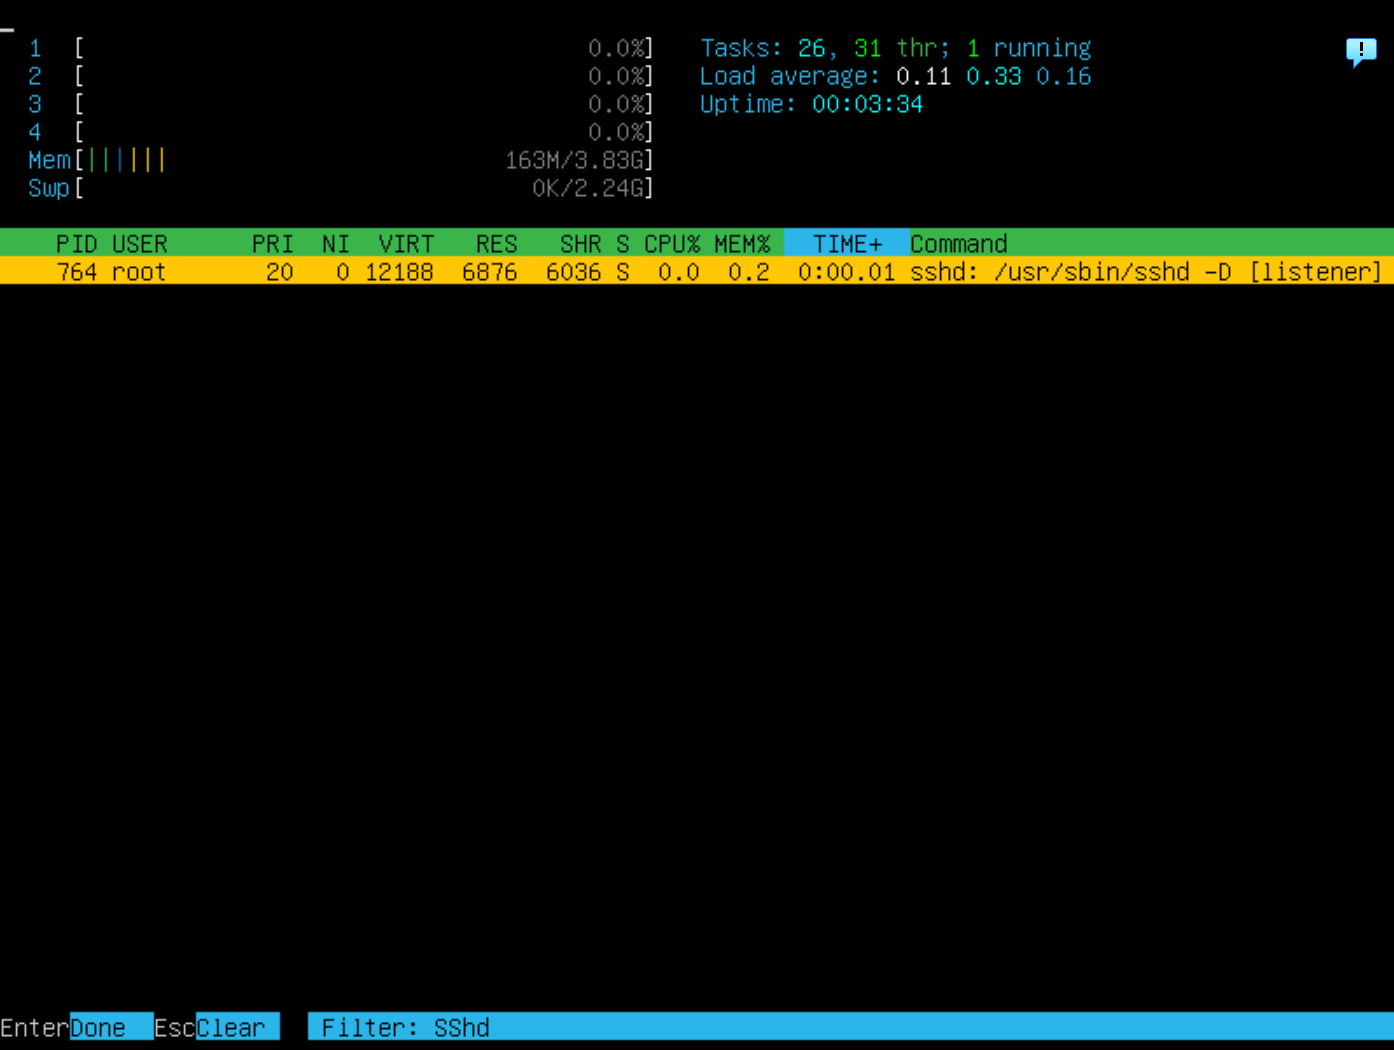 1 [ 0.0%] Tasks: 26, 31 thr; 1 running
2 [ 0.0%] Load average: 0.11 0.33 0.16
3 [ 0.0%] Uptime: 00:03:34
4 [ 0.0%]
Mem[|||||| 163M/3.83G]
Swp[ 0K/2.24G]
PID USER PRI NI VIRT RES SHR S CPU% MEM% TIME+ Command
764 root 20 0 12188 6876 6036 S 0.0 0.2 0:00.01 sshd: /usr/sbin/sshd -D [listener]
EnterDone EscClear Filter: SShd